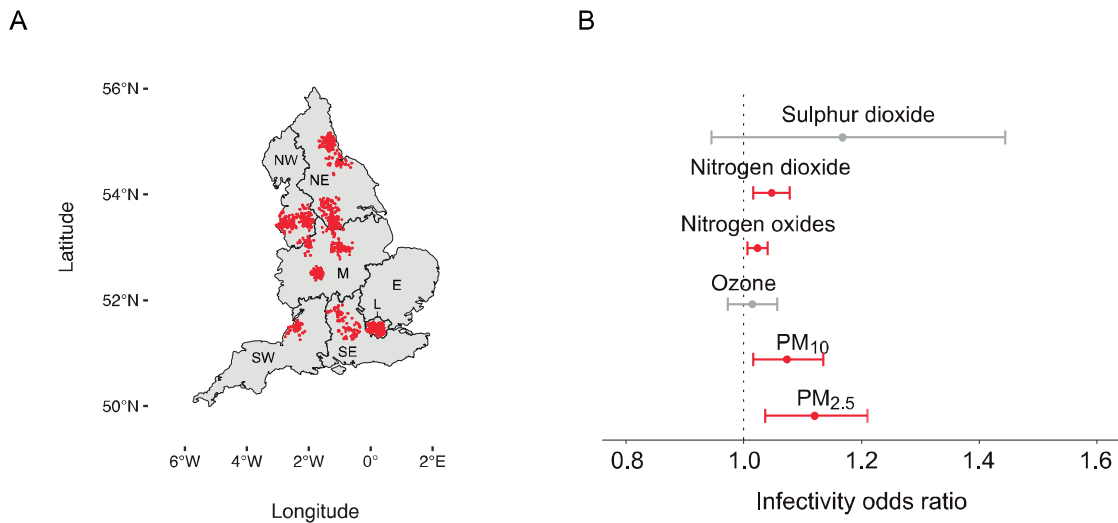 A
B
56°N
54°N
52°N
50°N
Latitude
NW
NE
M
E
L
SW
SE
6°W
4°W
2°W
0°
2°E
Longitude
Sulphur dioxide
Nitrogen dioxide
Nitrogen oxides
Ozone
PM10
PM2.5
0.8
1.0
1.2
1.4
1.6
Infectivity odds ratio